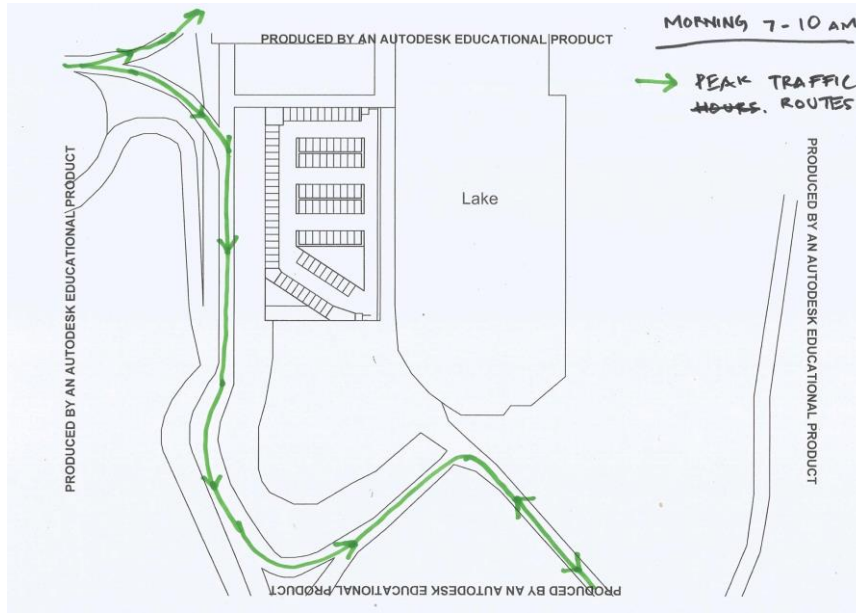 MORNING 7-10 AM
PRODUCED BY AN AUTODESK EDUCATIONAL PRODUCT
PEAK TRAFFIC
HOURS. ROUTES
PRODUCED BY AN AUTODESK EDUCATIONAL PRODUCT
Lake
PRODUCED BY AN AUTODESK EDUCATIONAL PRODUCT
PRODUCED BY AN AUTODESK EDUCATIONAL PRODUCT